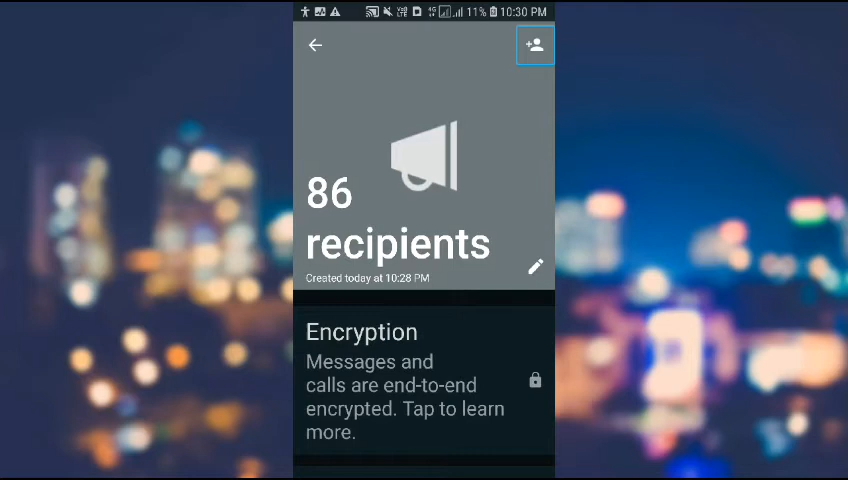 11% 10:30 PM
86
recipients
Created today at 10:28 PM
Encryption
Messages and
calls are end-to-end
encrypted. Tap to learn
more.